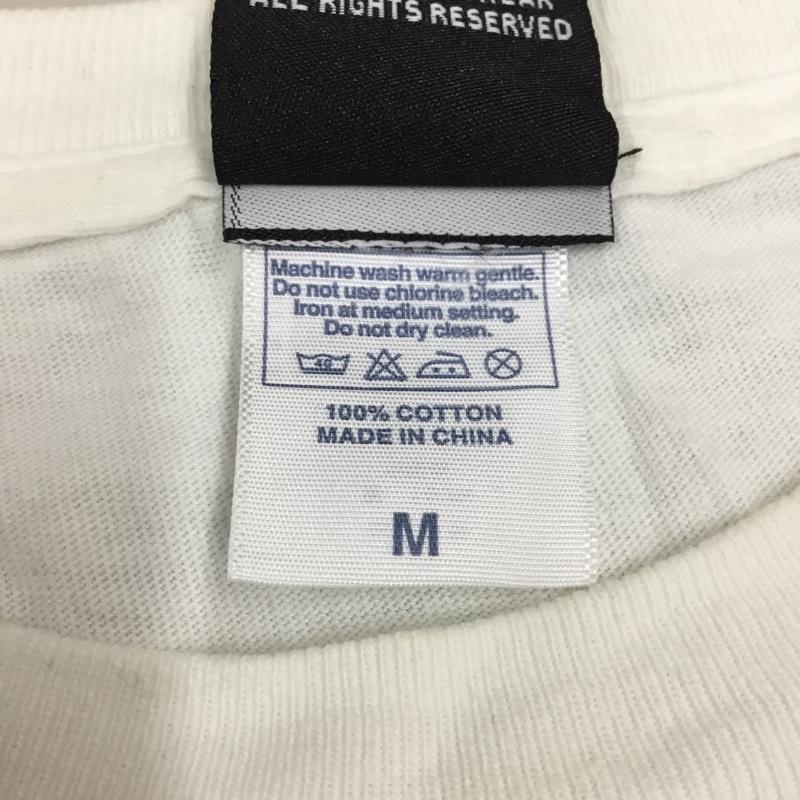 ALL RIGHTS RESERVED
Machine wash warm gentle.
Do not use chlorine bleach.
Iron at medium setting.
Do not dry clean.
40
100% COTTON
MADE IN CHINA
M